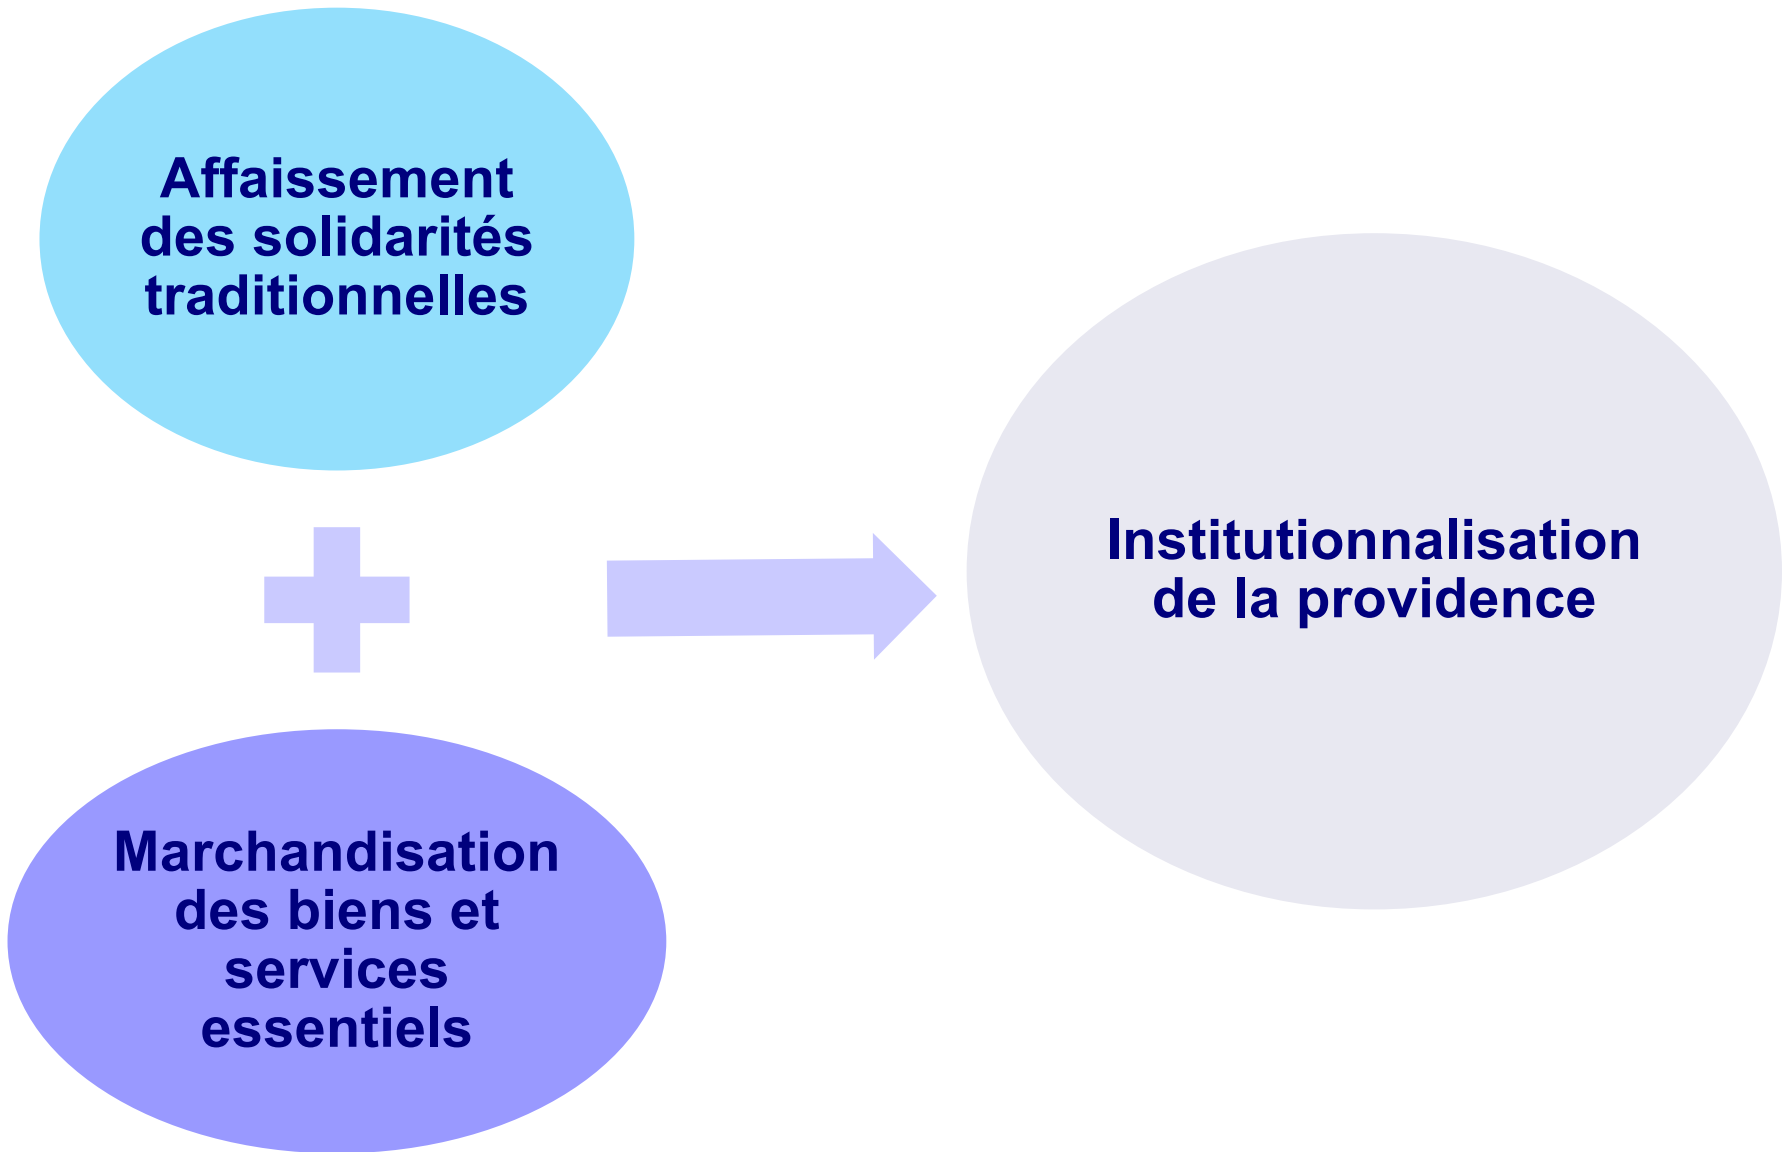 Affaissement
des solidarités
traditionnelles
Marchandisation
des biens et
services
essentiels
Institutionnalisation
de la providence